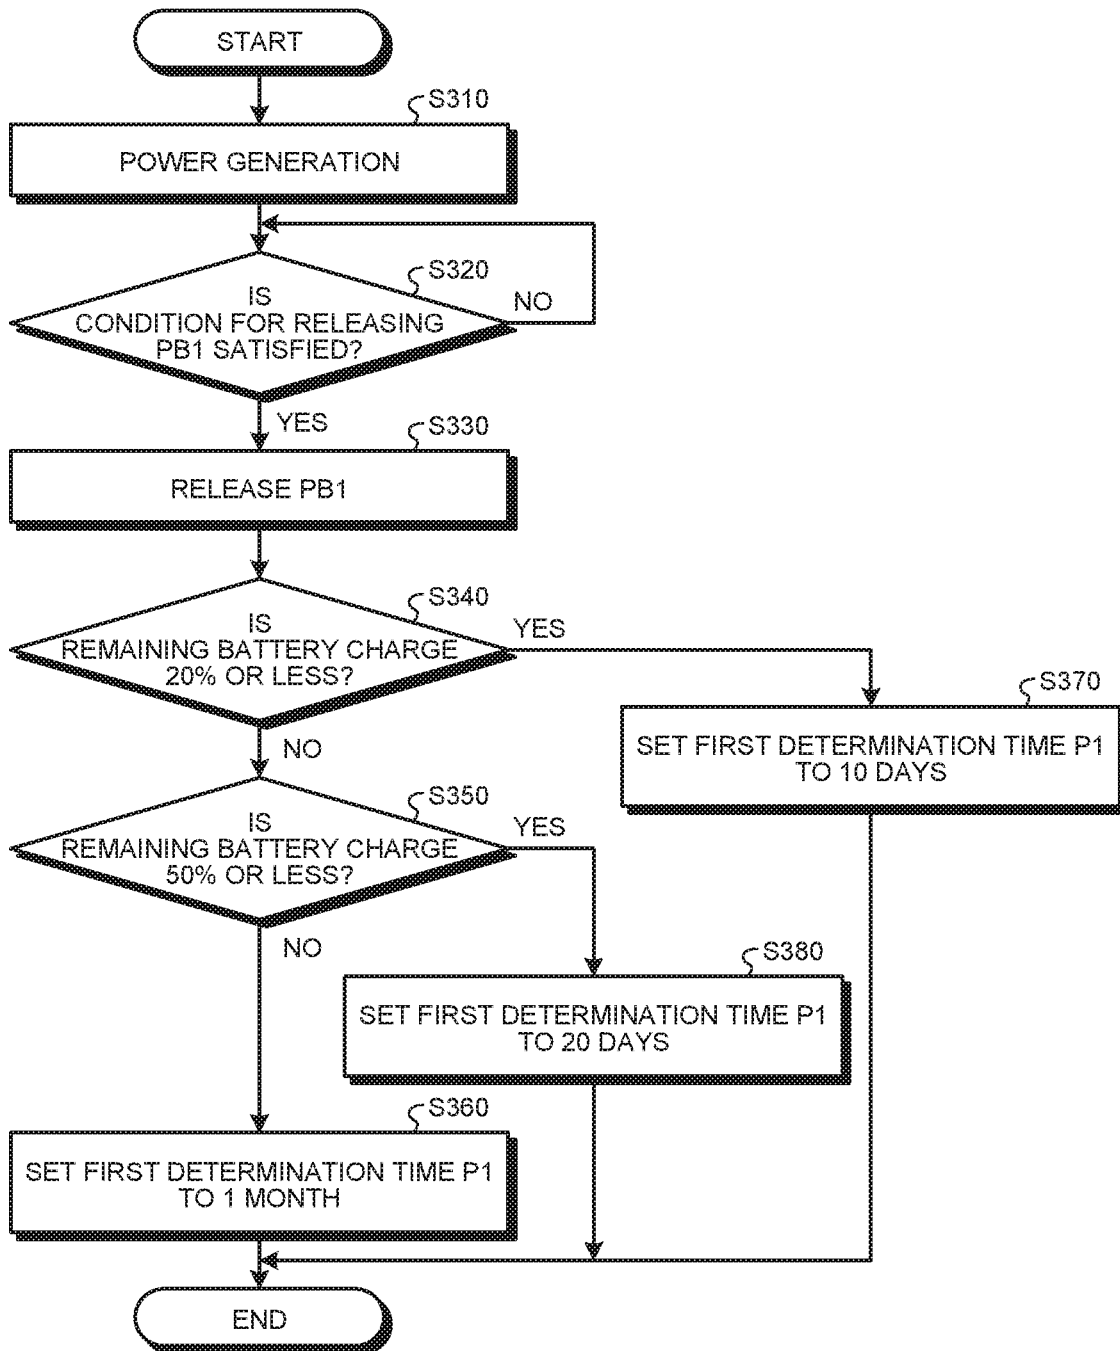 START
S310
POWER GENERATION
S320
IS
CONDITION FOR RELEASING
PB1 SATISFIED?
NO
YES
S330
RELEASE PB1
S340
IS
REMAINING BATTERY CHARGE
20% OR LESS?
YES
NO
S370
SET FIRST DETERMINATION TIME P1
TO 10 DAYS
S350
IS
REMAINING BATTERY CHARGE
50% OR LESS?
YES
NO
S380
SET FIRST DETERMINATION TIME P1
TO 20 DAYS
S360
SET FIRST DETERMINATION TIME P1
TO 1 MONTH
END